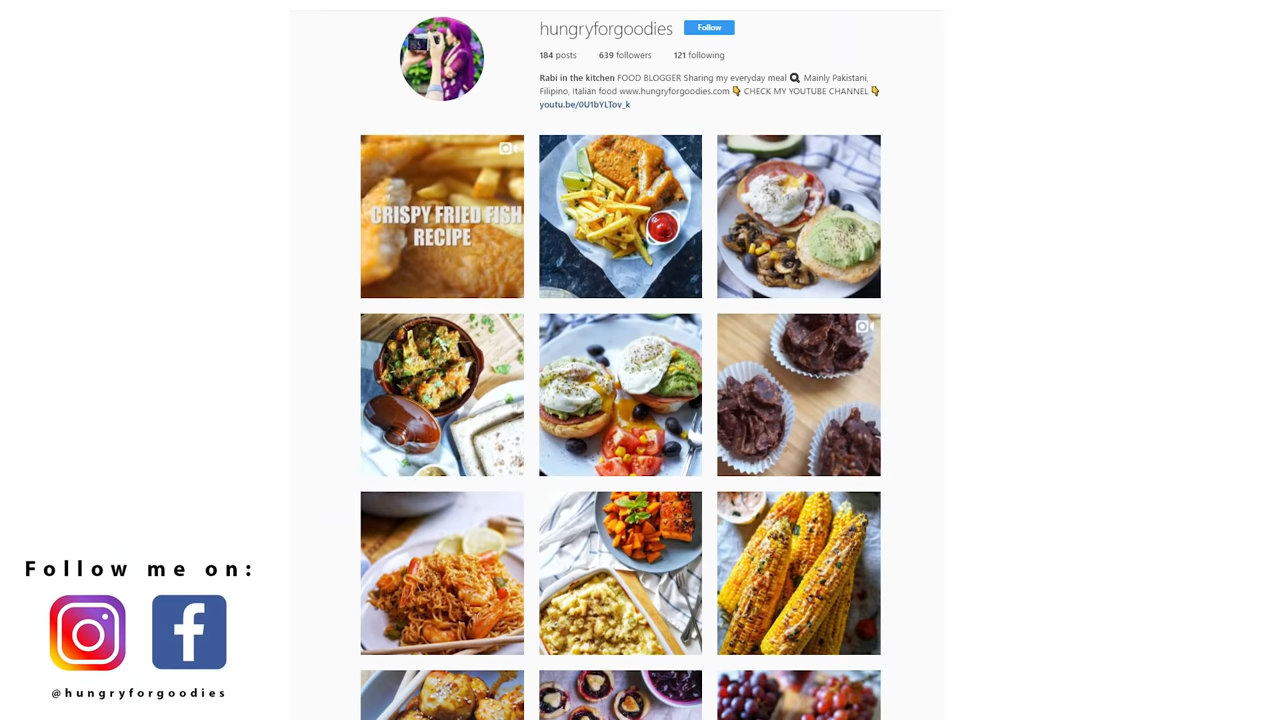 hungryforgoodies Follow
184 posts 639 followers 121 following
Rabi in the kitchen FOOD BLOGGER Sharing my everyday meal 🍳 Mainly Pakistani,
Filipino, Italian food www.hungryforgoodies.com 👇 CHECK MY YOUTUBE CHANNEL 👇
youtu.be/0U1bYLTov_k
CRISPY FRIED FISH
RECIPE
Follow me on:
@hungryforgoodies